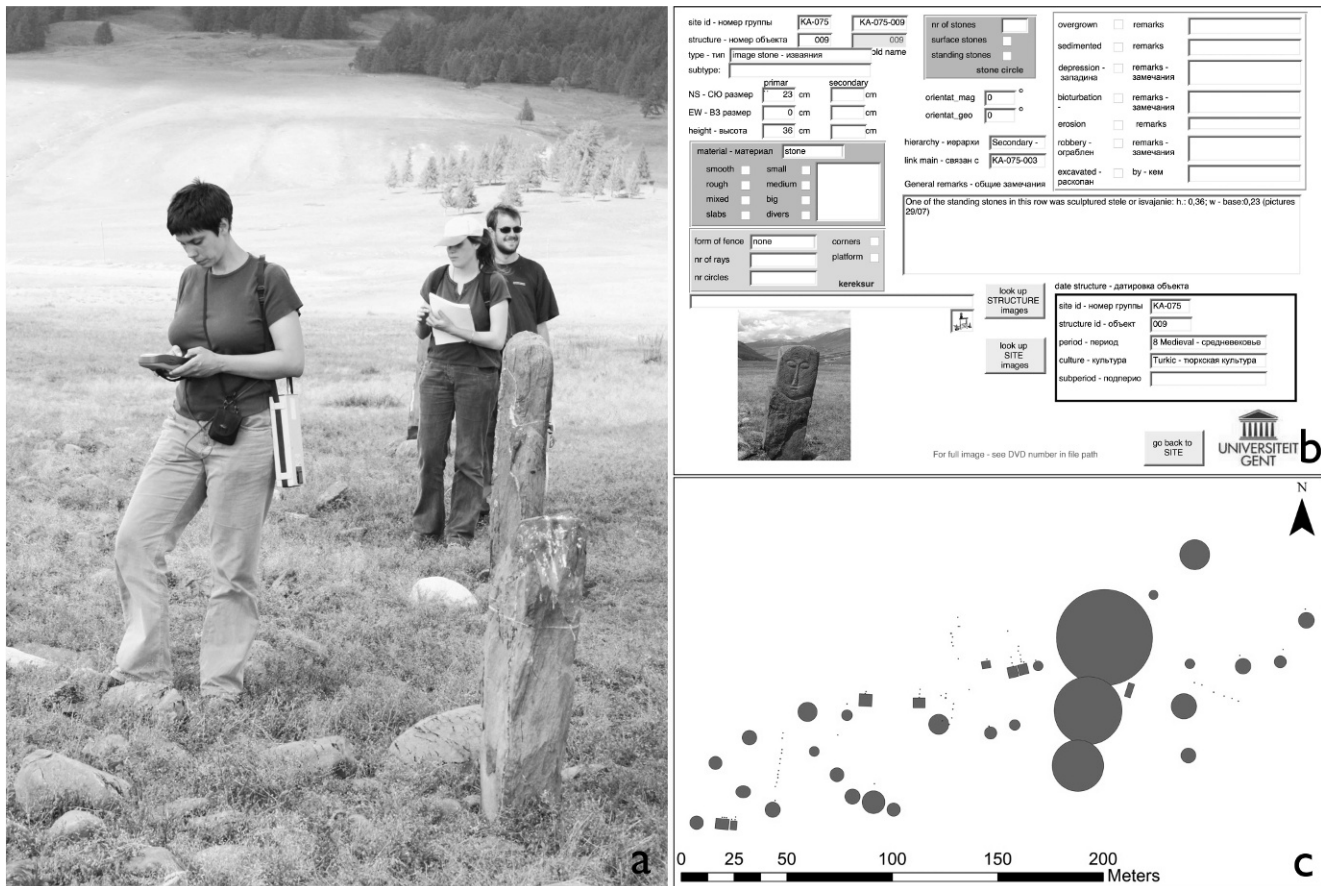 a
site id - номер группы KA-075 KA-075-009
structure - номер объекта 009 009
old name
type - тип image stone - изваяния
subtype:
primar secondary
NS - СЮ размер 23 cm cm
EW - ВЗ размер 0 cm cm
height - высота 36 cm cm
material - материал stone
smooth small
rough medium
mixed big
slabs divers
form of fence none corners
nr of rays platform
nr circles kereksur
nr of stones
surface stones
standing stones
stone circle
orientat_mag 0 °
orientat_geo 0 °
hierarchy - иерархи Secondary -
link main - связан с KA-075-003
General remarks - общие замечания
One of the standing stones in this row was sculptured stele or isvajanie: h.: 0,36; w - base:0,23 (pictures
29/07)
overgrown remarks
sedimented remarks
depression - remarks -
западина замечания
bioturbation remarks -
- замечания
erosion remarks
robbery - remarks -
ограблен замечания
excavated - by - кем
раскопан
look up
STRUCTURE
images
look up
SITE
images
date structure - датировка объекта
site id - номер группы KA-075
structure id - объект 009
period - период 8 Medieval - средневековье
culture - культура Turkic - тюркская культура
subperiod - подперио
For full image - see DVD number in file path
go back to
SITE
UNIVERSITEIT
GENT
b
N
0 25 50 100 150 200
Meters
c